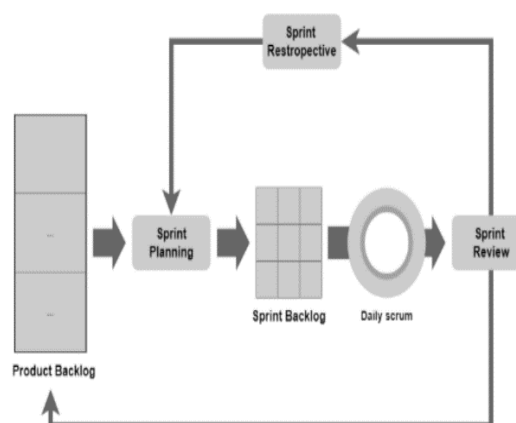 Sprint
Restropective
Sprint
Planning
Sprint
Review
Sprint Backlog
Daily scrum
Product Backlog